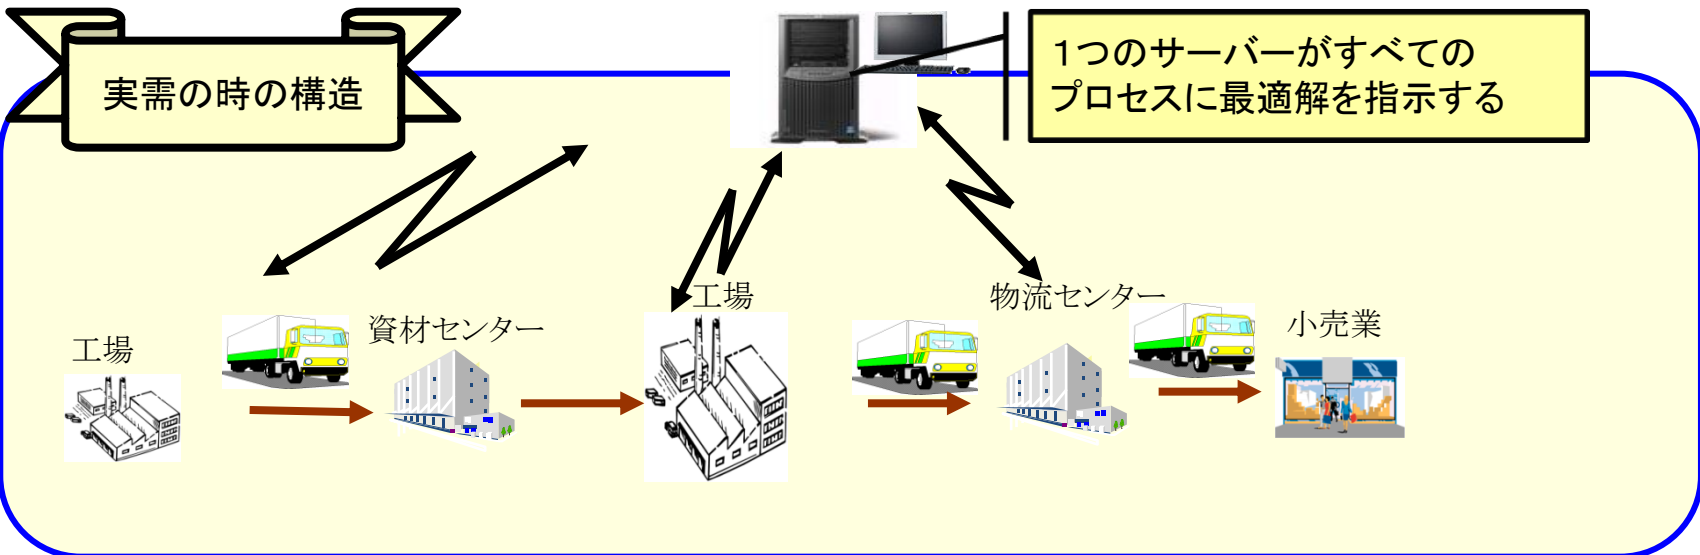 実需の時の構造
１つのサーバーがすべての
プロセスに最適解を指示する
工場
資材センター
工場
物流センター
小売業